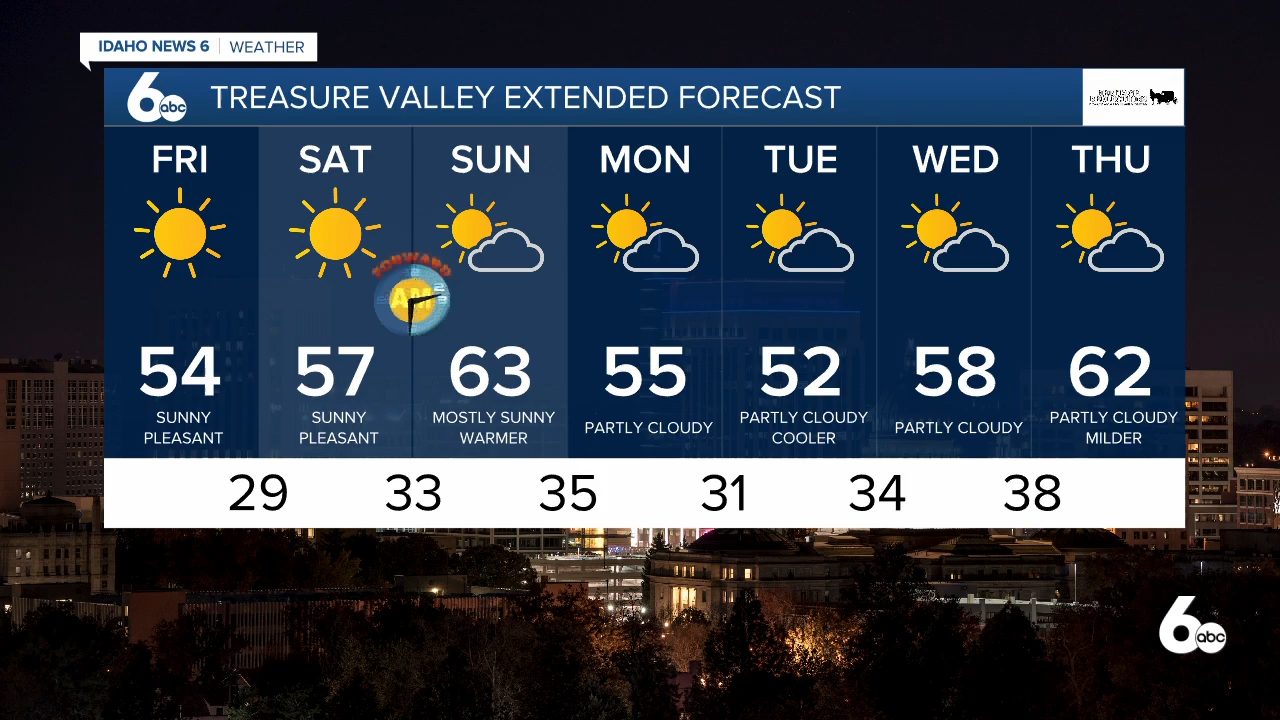 IDAHO NEWS 6 | WEATHER
6abc TREASURE VALLEY EXTENDED FORECAST
FRI SAT SUN MON TUE WED THU
FORWARD
AM
54 57 63 55 52 58 62
SUNNY
PLEASANT
SUNNY
PLEASANT
MOSTLY SUNNY
WARMER
PARTLY CLOUDY
PARTLY CLOUDY
COOLER
PARTLY CLOUDY
PARTLY CLOUDY
MILDER
29 33 35 31 34 38
6abc